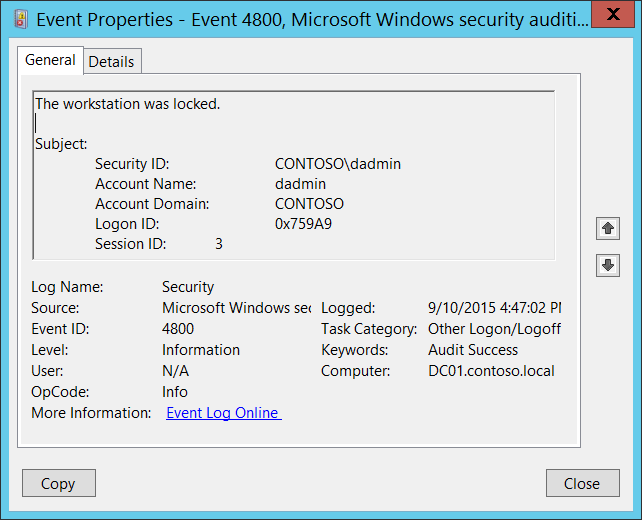 Event Properties - Event 4800, Microsoft Windows security auditi...
X
General Details
The workstation was locked.
Subject:
Security ID: CONTOSO\dadmin
Account Name: dadmin
Account Domain: CONTOSO
Logon ID: 0x759A9
Session ID: 3
Log Name: Security
Source: Microsoft Windows sec Logged: 9/10/2015 4:47:02 PM
Event ID: 4800 Task Category: Other Logon/Logoff
Level: Information Keywords: Audit Success
User: N/A Computer: DC01.contoso.local
OpCode: Info
More Information: Event Log Online
Copy Close